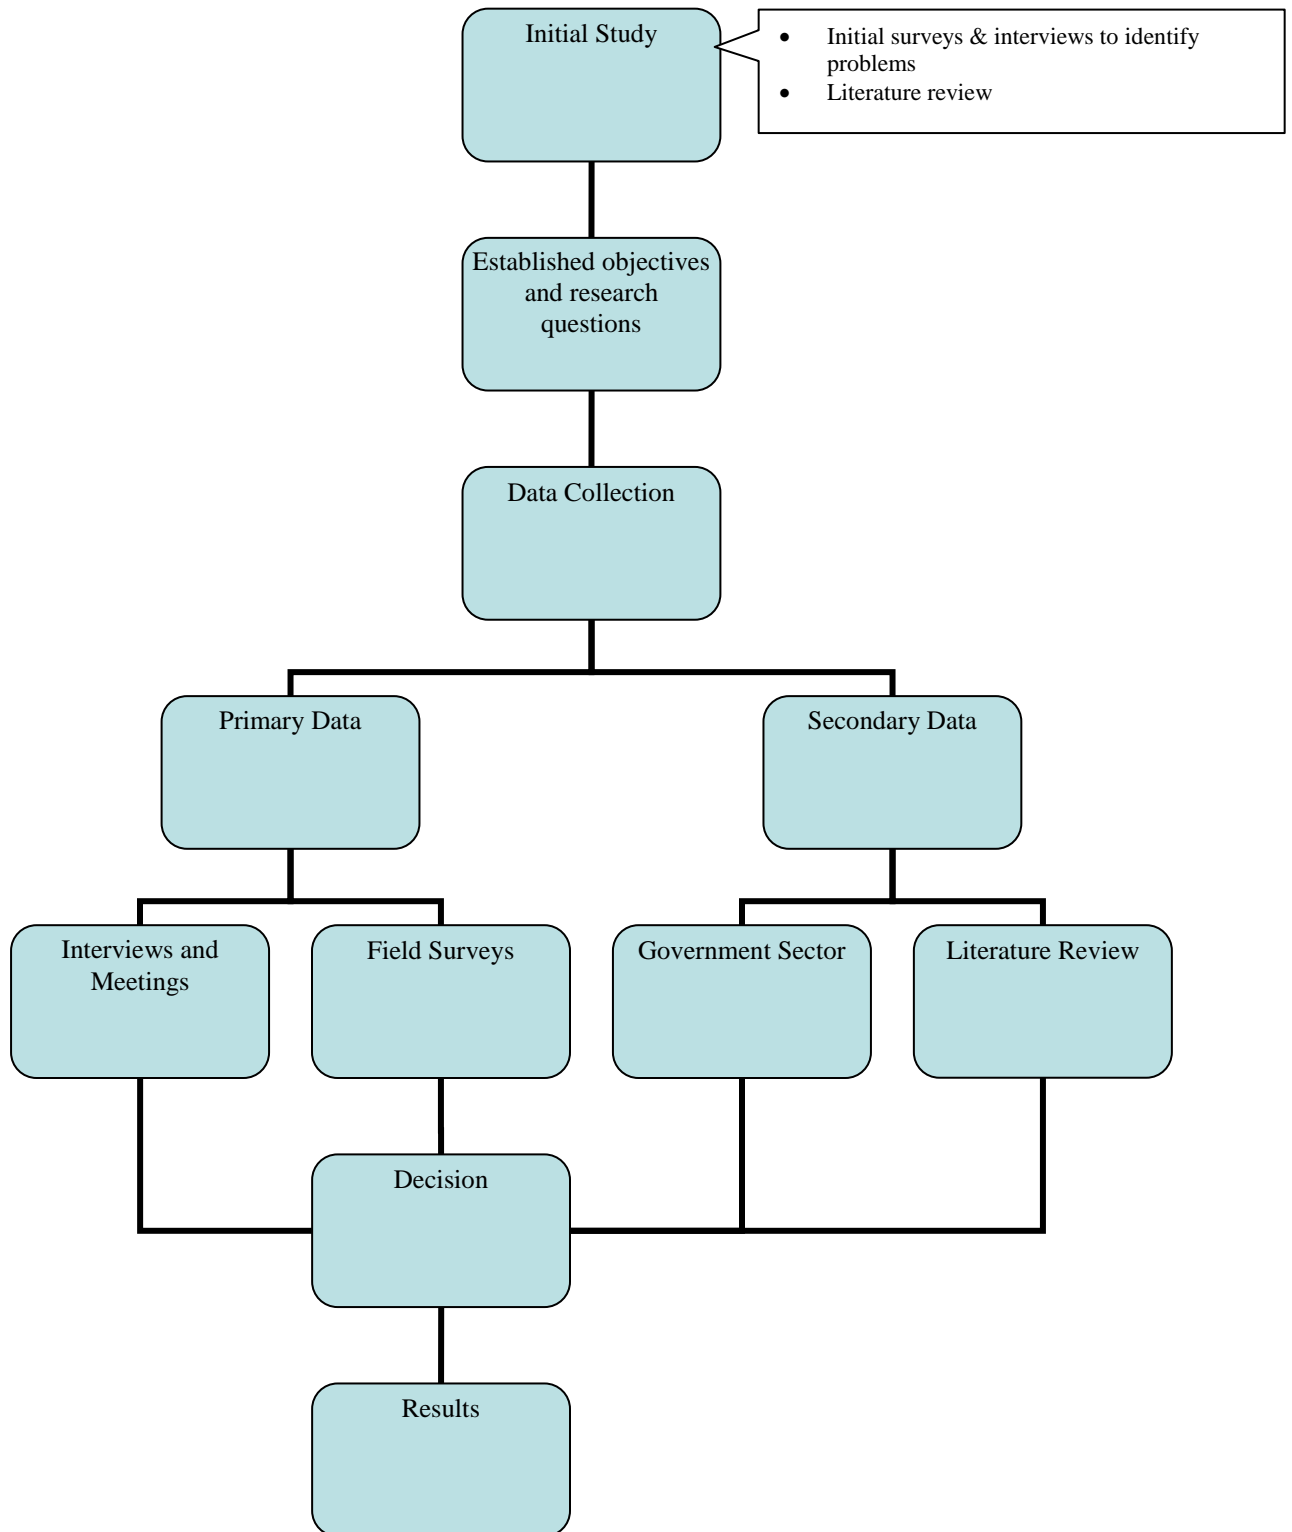 Initial Study
• Initial surveys & interviews to identify
problems
• Literature review
Established objectives
and research
questions
Data Collection
Primary Data
Secondary Data
Interviews and
Meetings
Field Surveys
Government Sector
Literature Review
Decision
Results